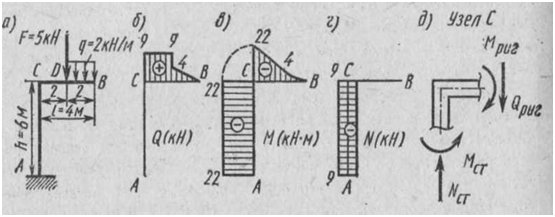 а)
F=5кН
D
q=2кН/м
C
B
2
2
l=4м
h=6м
A
б)
9
9
4
C
B
Q(кН)
A
в)
22
4
C
B
22
M(кН·м)
22
A
г)
9
C
B
N(кН)
9
A
д) Узел С
Mриг
Qриг
Mст
Nст